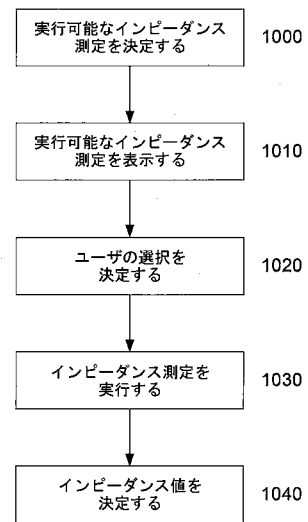 実行可能なインピーダンス
測定を決定する
1000
実行可能なインピーダンス
測定を表示する
1010
ユーザの選択を
決定する
1020
インピーダンス測定を
実行する
1030
インピーダンス値を
決定する
1040